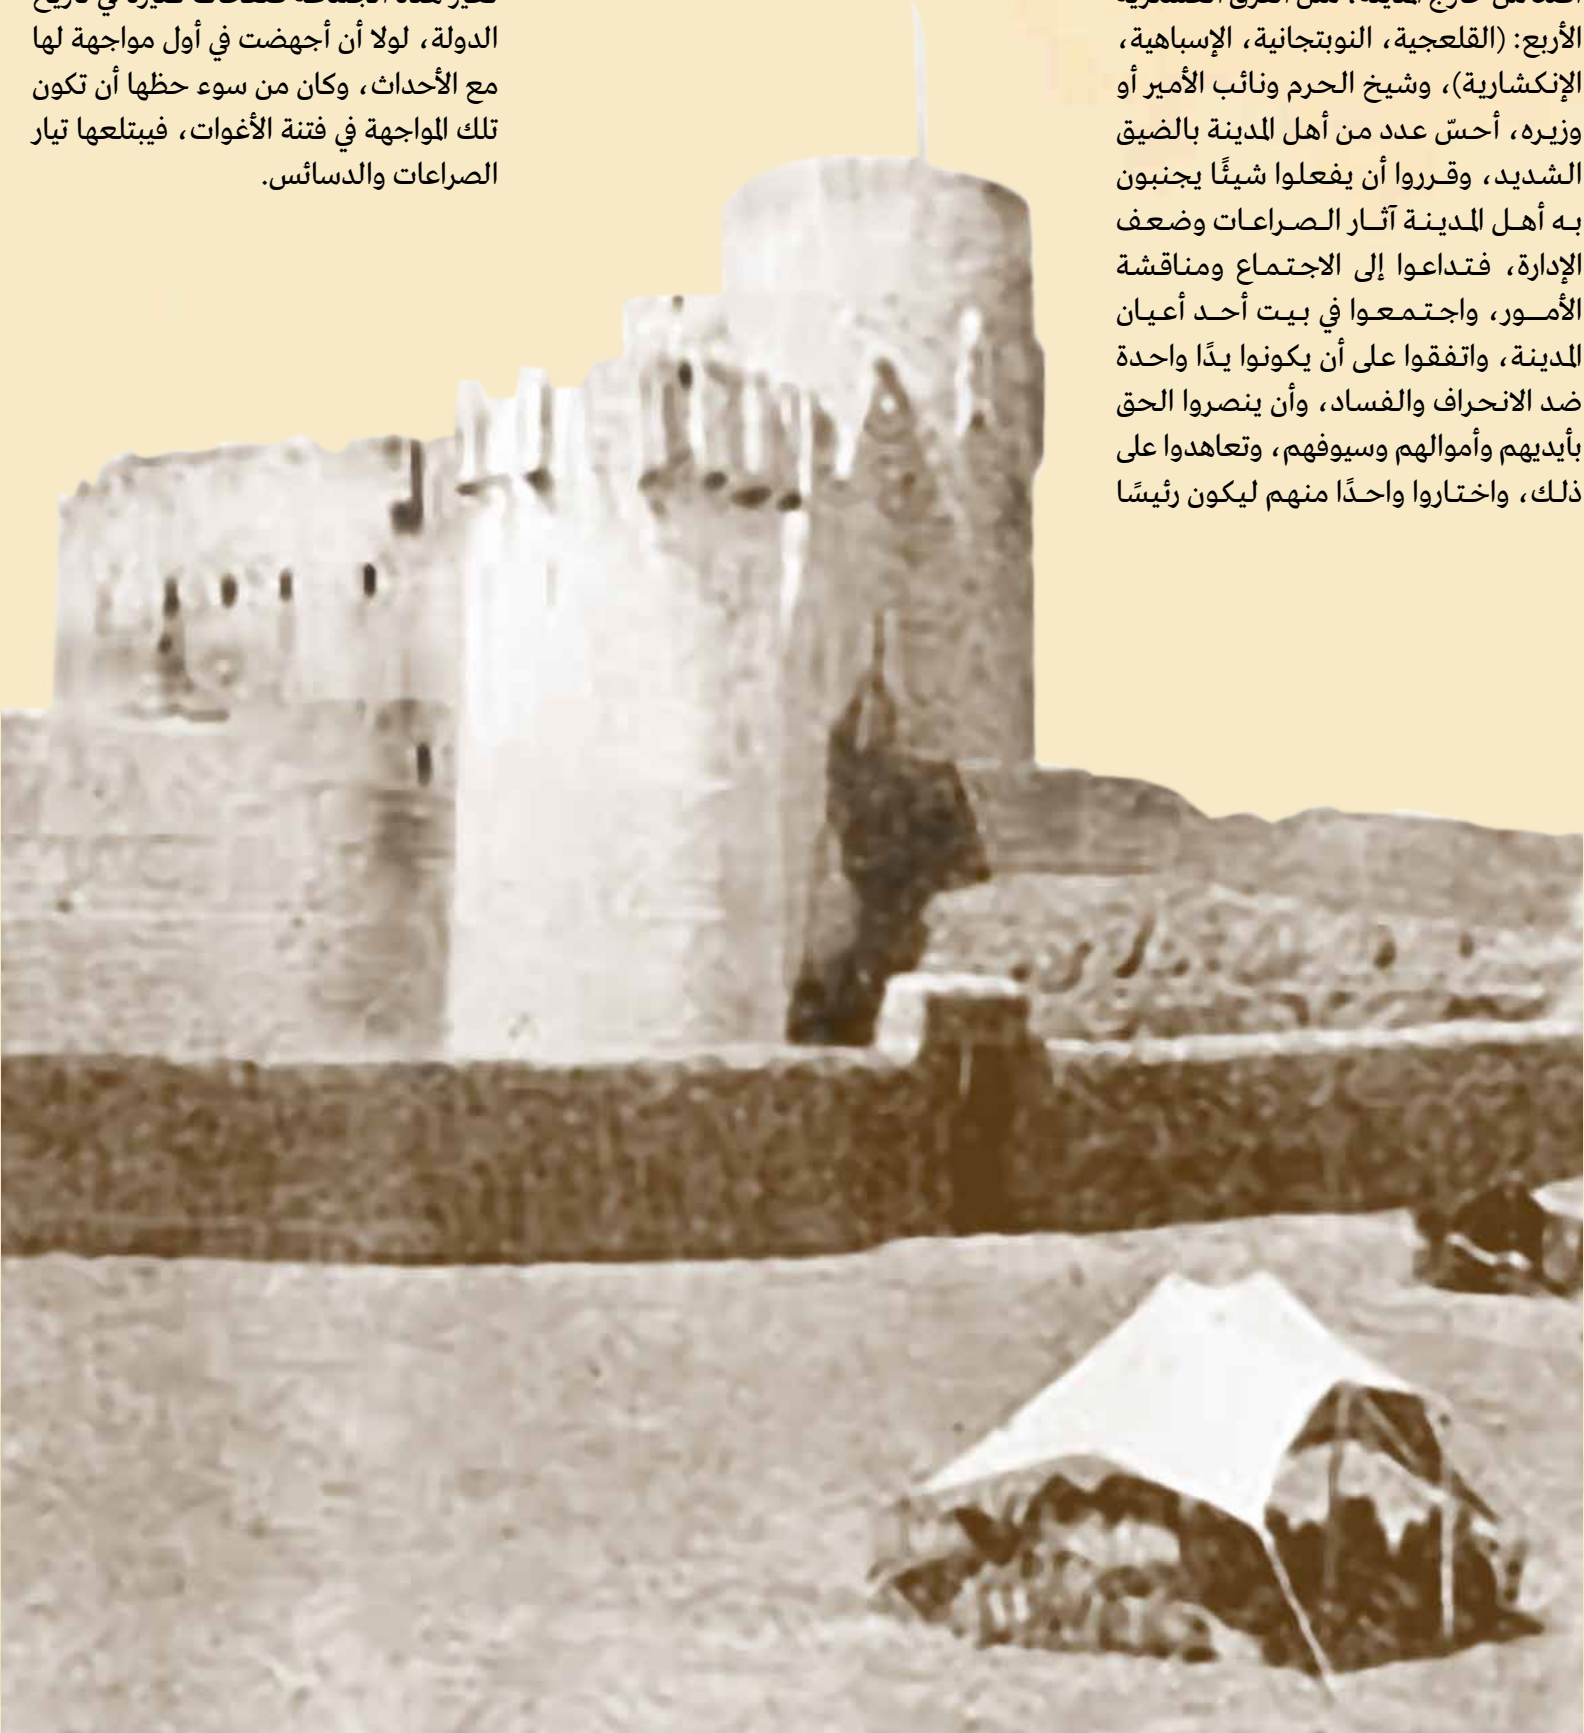 الأربع: (القلعجية، النوبتجانية، الإسباهية،
الإنكشارية)، وشيخ الحرم ونائب الأمير أو
وزيره، أحسّ عدد من أهل المدينة بالضيق
الشديد، وقرروا أن يفعلوا شيئًا يجنبون
به أهل المدينة آثار الصراعات وضعف
الإدارة، فتداعوا إلى الاجتماع ومناقشة
الأمور، واجتمعوا في بيت أحد أعيان
المدينة، واتفقوا على أن يكونوا يدًا واحدة
ضد الانحراف والفساد، وأن ينصروا الحق
بأيديهم وأموالهم وسيوفهم، وتعاهدوا على
ذلك، واختاروا واحدًا منهم ليكون رئيسًا
الدولة، لولا أن أجهضت في أول مواجهة لها
مع الأحداث، وكان من سوء حظها أن تكون
تلك المواجهة في فتنة الأغوات، فيبتلعها تيار
الصراعات والدسائس.